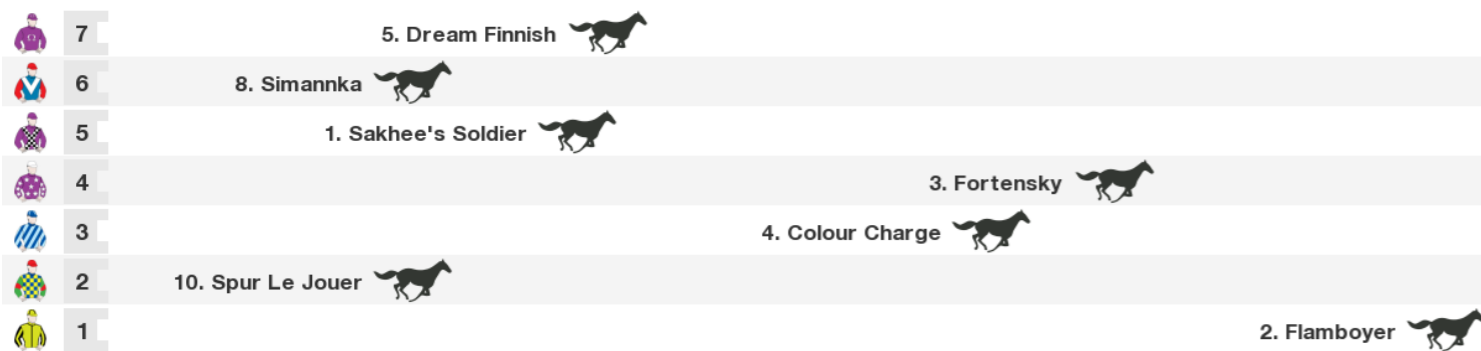 7 5. Dream Finnish
6 8. Simannka
5 1. Sakhee's Soldier
4 3. Fortensky
3 4. Colour Charge
2 10. Spur Le Jouer
1 2. Flamboyer